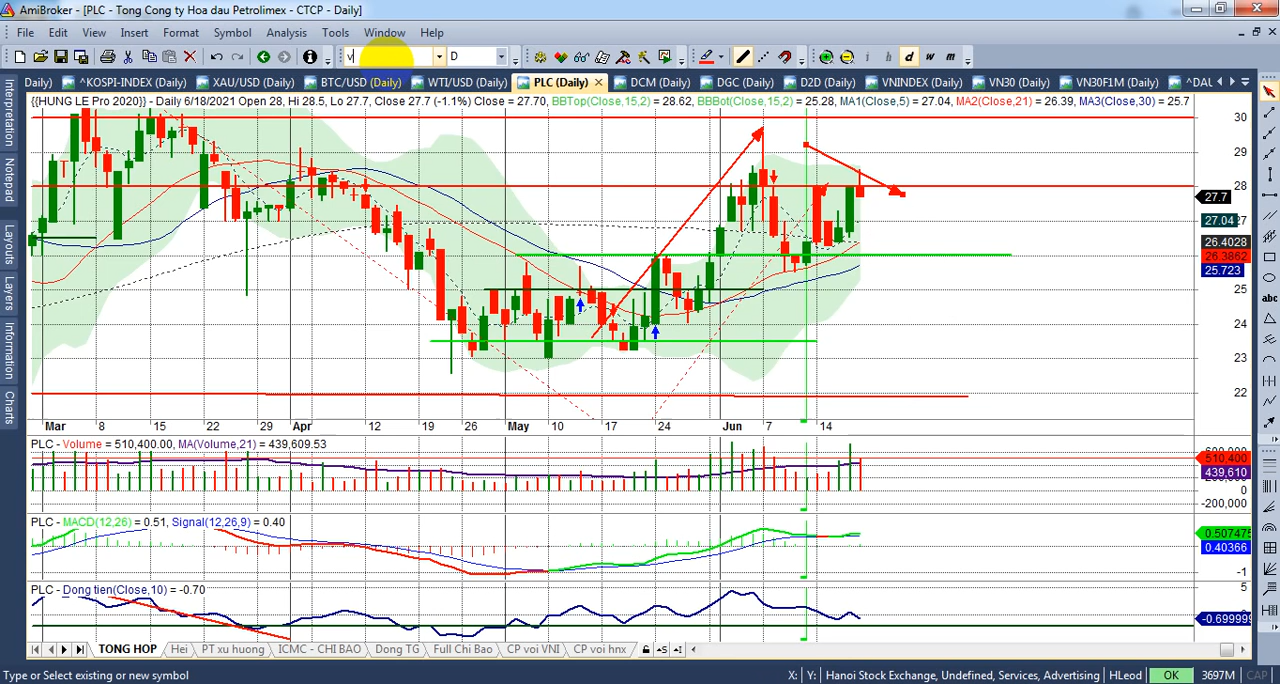 AmiBroker - [PLC - Tong Cong ty Hoa dau Petrolimex - CTCP - Daily]
File Edit View Insert Format Symbol Analysis Tools Window Help
v D i h d w m
Daily) ^KOSPI-INDEX (Daily) XAU/USD (Daily) BTC/USD (Daily) WTI/USD (Daily) PLC (Daily) DCM (Daily) DGC (Daily) D2D (Daily) VNINDEX (Daily) VN30 (Daily) VN30F1M (Daily) ^DAL
{{HUNG LE Pro 2020}} - Daily 6/18/2021 Open 28, Hi 28.5, Lo 27.7, Close 27.7 (-1.1%) Close = 27.70, BBTop(Close,15,2) = 28.62, BBBot(Close,15,2) = 25.28, MA1(Close,5) = 27.04, MA2(Close,21) = 26.39, MA3(Close,30) = 25.7
Interpretation
Notepad
Layouts
Layers
Information
Charts
30
29
28
27.7
27.04
27
26.4028
26.3862
25.723
25
24
23
22
abc
Mar 8 15 22 29 Apr 12 19 26 May 10 17 24 Jun 7 14
PLC - Volume = 510,400.00, MA(Volume,21) = 439,609.53
510,400
439,610
0
-200,000
PLC - MACD(12,26) = 0.51, Signal(12,26,9) = 0.40
0.507475
0.40366
-1
PLC - Dong tien(Close,10) = -0.70
5
-0.699999
TONG HOP Hei PT xu huong ICMC - CHI BAO Dong TG Full Chi Bao CP voi VNI CP voi hnx
Type or Select existing or new symbol X: Y: Hanoi Stock Exchange, Undefined, Services, Advertising HLeod OK 3697M CAP